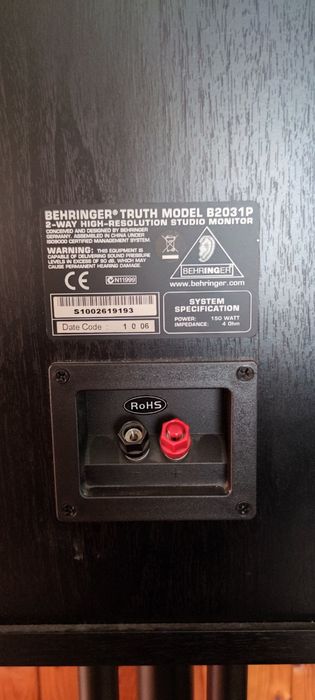 BEHRINGER® TRUTH MODEL B2031P
2-WAY HIGH-RESOLUTION STUDIO MONITOR
CONCEIVED AND DESIGNED BY BEHRINGER
GERMANY. ASSEMBLED IN CHINA UNDER
ISO9000 CERTIFIED MANAGEMENT SYSTEM.
WARNING: THIS EQUIPMENT IS
CAPABLE OF DELIVERING SOUND PRESSURE
LEVELS IN EXCESS OF 90 dB, WHICH MAY
CAUSE PERMANENT HEARING DAMAGE.
CE N11999
BEHRINGER
www.behringer.com
S1002619193
Date Code : 1 0 06
SYSTEM
SPECIFICATION
POWER: 150 WATT
IMPEDANCE: 4 Ohm
RoHS
- +